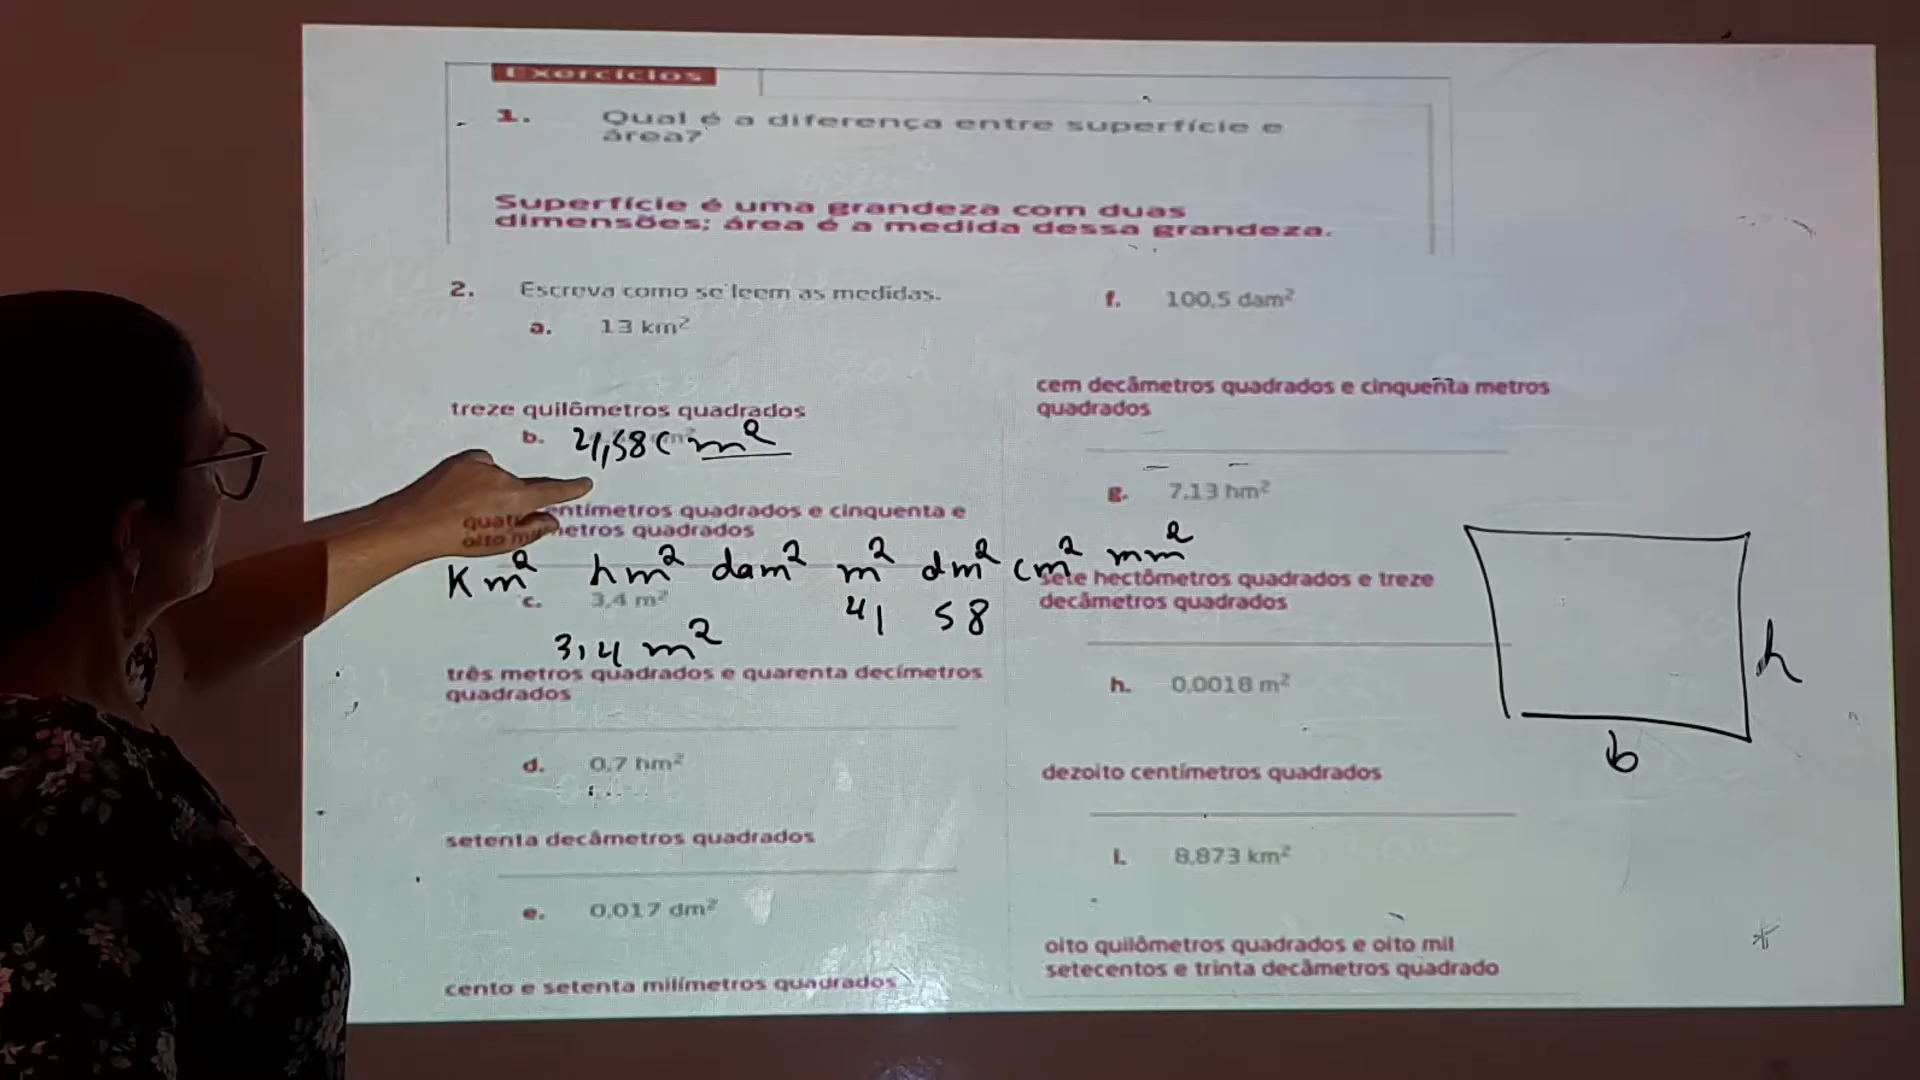 Exercícios
1. Qual é a diferença entre superfície e
área?
Superfície é uma grandeza com duas
dimensões; área é a medida dessa grandeza.
2. Escreva como se leem as medidas.
a. 13 km²
treze quilômetros quadrados
b. 4,58 cm²
centímetros quadrados e cinquenta e
oito milímetros quadrados
Km² hm² dam² m² dm² cm² mm²
c. 3,4 m²
41 58
3,4 m²
três metros quadrados e quarenta decímetros
quadrados
d. 0,7 hm²
setenta decâmetros quadrados
e. 0,017 dm²
cento e setenta milímetros quadrados
f. 100,5 dam²
cem decâmetros quadrados e cinquenta metros
quadrados
g. 7,13 hm²
sete hectômetros quadrados e treze
decâmetros quadrados
h. 0,0018 m²
dezoito centímetros quadrados
i. 8,873 km²
oito quilômetros quadrados e oito mil
setecentos e trinta decâmetros quadrado
h
b